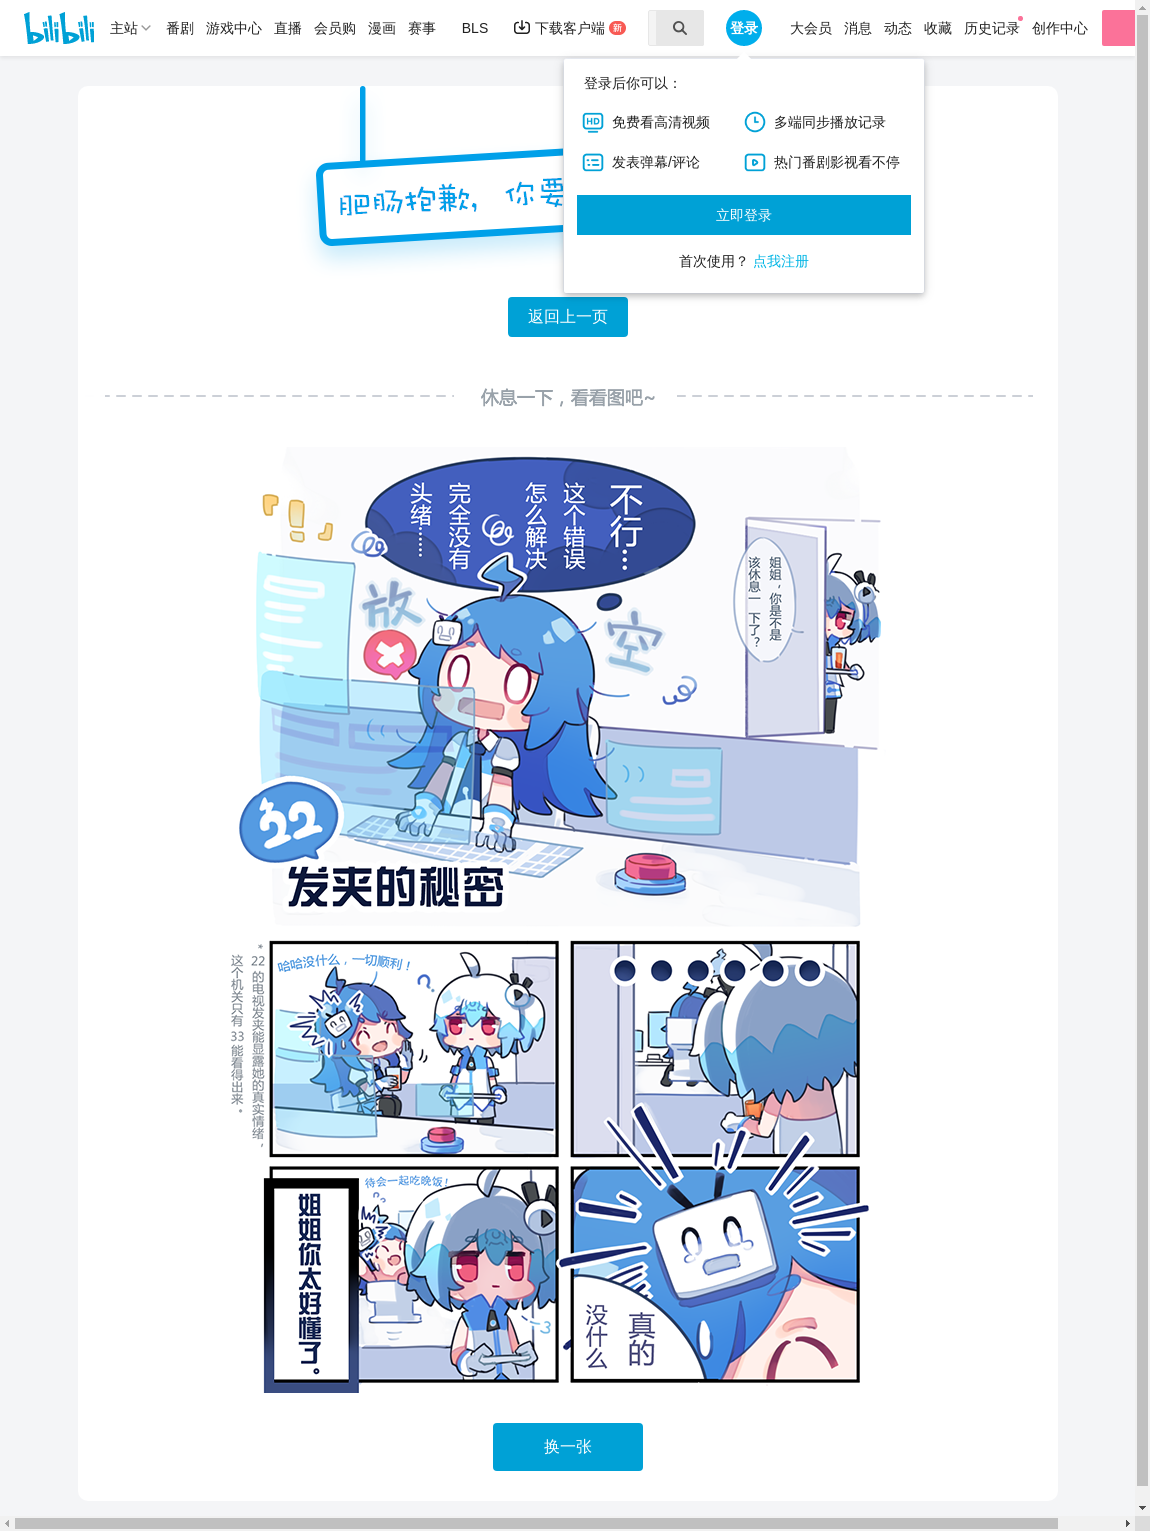 bilibili
主站
番剧
游戏中心
直播
会员购
漫画
赛事
BLS
下载客户端
新
登录
大会员
消息
动态
收藏
历史记录
创作中心
登录后你可以：
HD
免费看高清视频
多端同步播放记录
发表弹幕/评论
热门番剧影视看不停
立即登录
首次使用？ 点我注册
肥肠抱歉，你要
返回上一页
休息一下，看看图吧~
不行…
这个错误
怎么解决
完全没有
头绪……
姐姐，你是不是
该休息一下了？
放
空
22
发夹的秘密
*22的电视发夹能显露她的真实情绪，
这个机关只有33能看得出来。
哈哈没什么，一切顺利！
待会一起吃晚饭！
姐姐你太好懂了。
真的
没什么
换一张